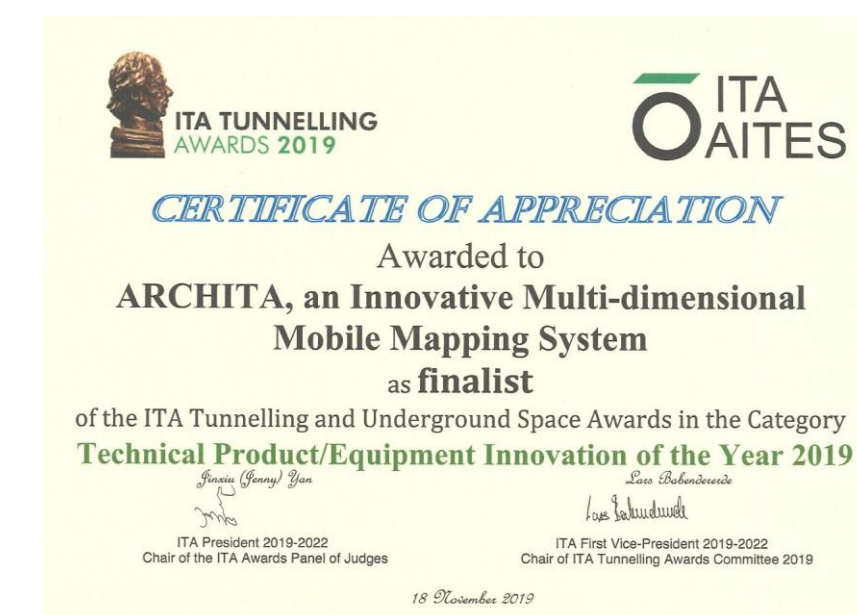 ITA TUNNELLING
AWARDS 2019
ITA
AITES
CERTIFICATE OF APPRECIATION
Awarded to
ARCHITA, an Innovative Multi-dimensional
Mobile Mapping System
as finalist
of the ITA Tunnelling and Underground Space Awards in the Category
Technical Product/Equipment Innovation of the Year 2019
Jinxiu (Jenny) Yan
Lars Babendererde
ITA President 2019-2022
Chair of the ITA Awards Panel of Judges
ITA First Vice-President 2019-2022
Chair of ITA Tunnelling Awards Committee 2019
18 November 2019